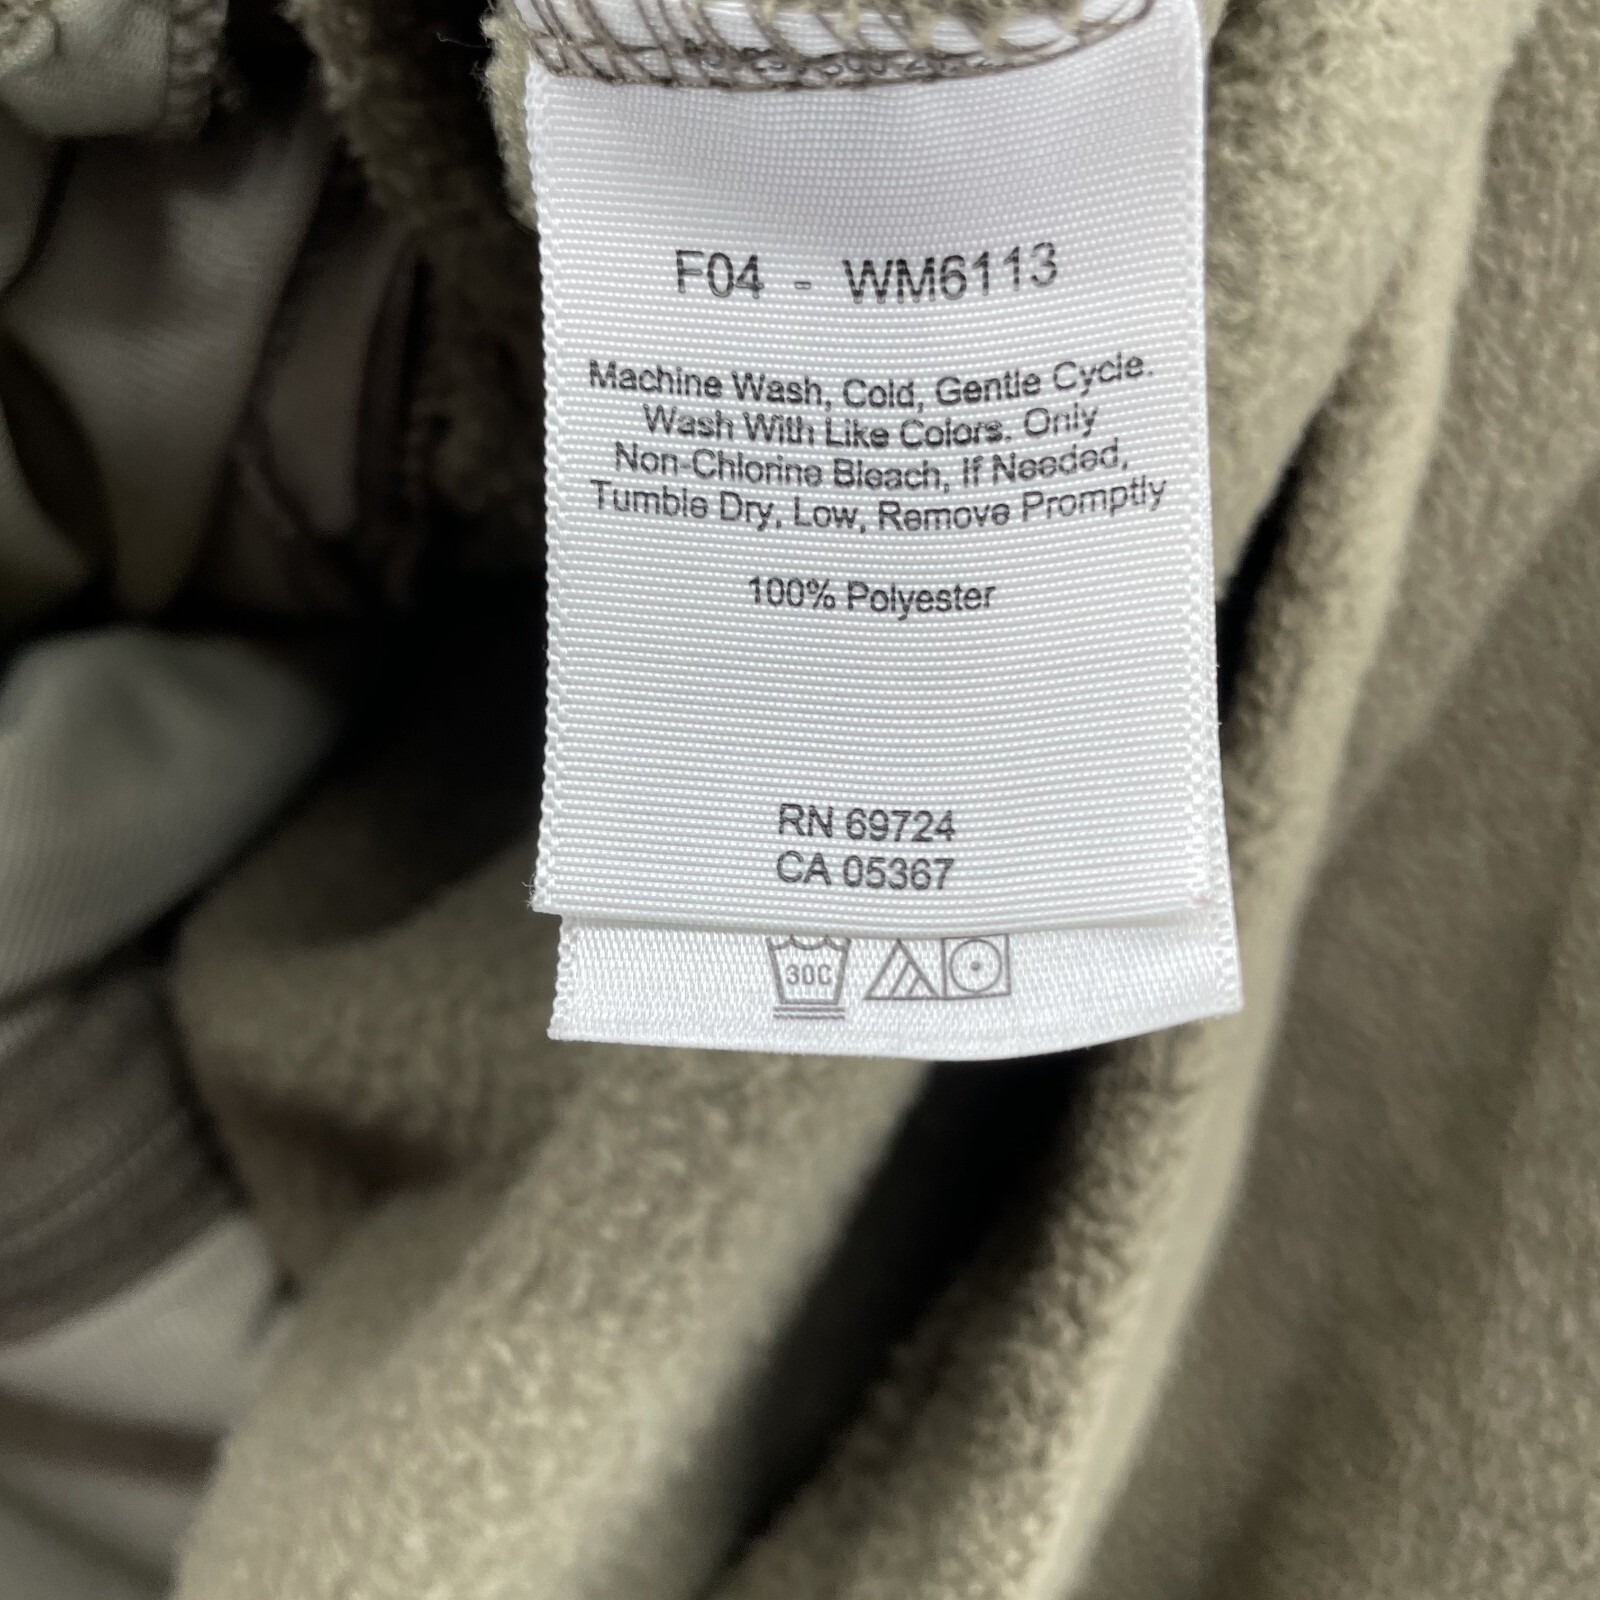 F04 - WM6113
Machine Wash, Cold, Gentle Cycle.
Wash With Like Colors. Only
Non-Chlorine Bleach, If Needed,
Tumble Dry, Low, Remove Promptly
100% Polyester
RN 69724
CA 05367
30C